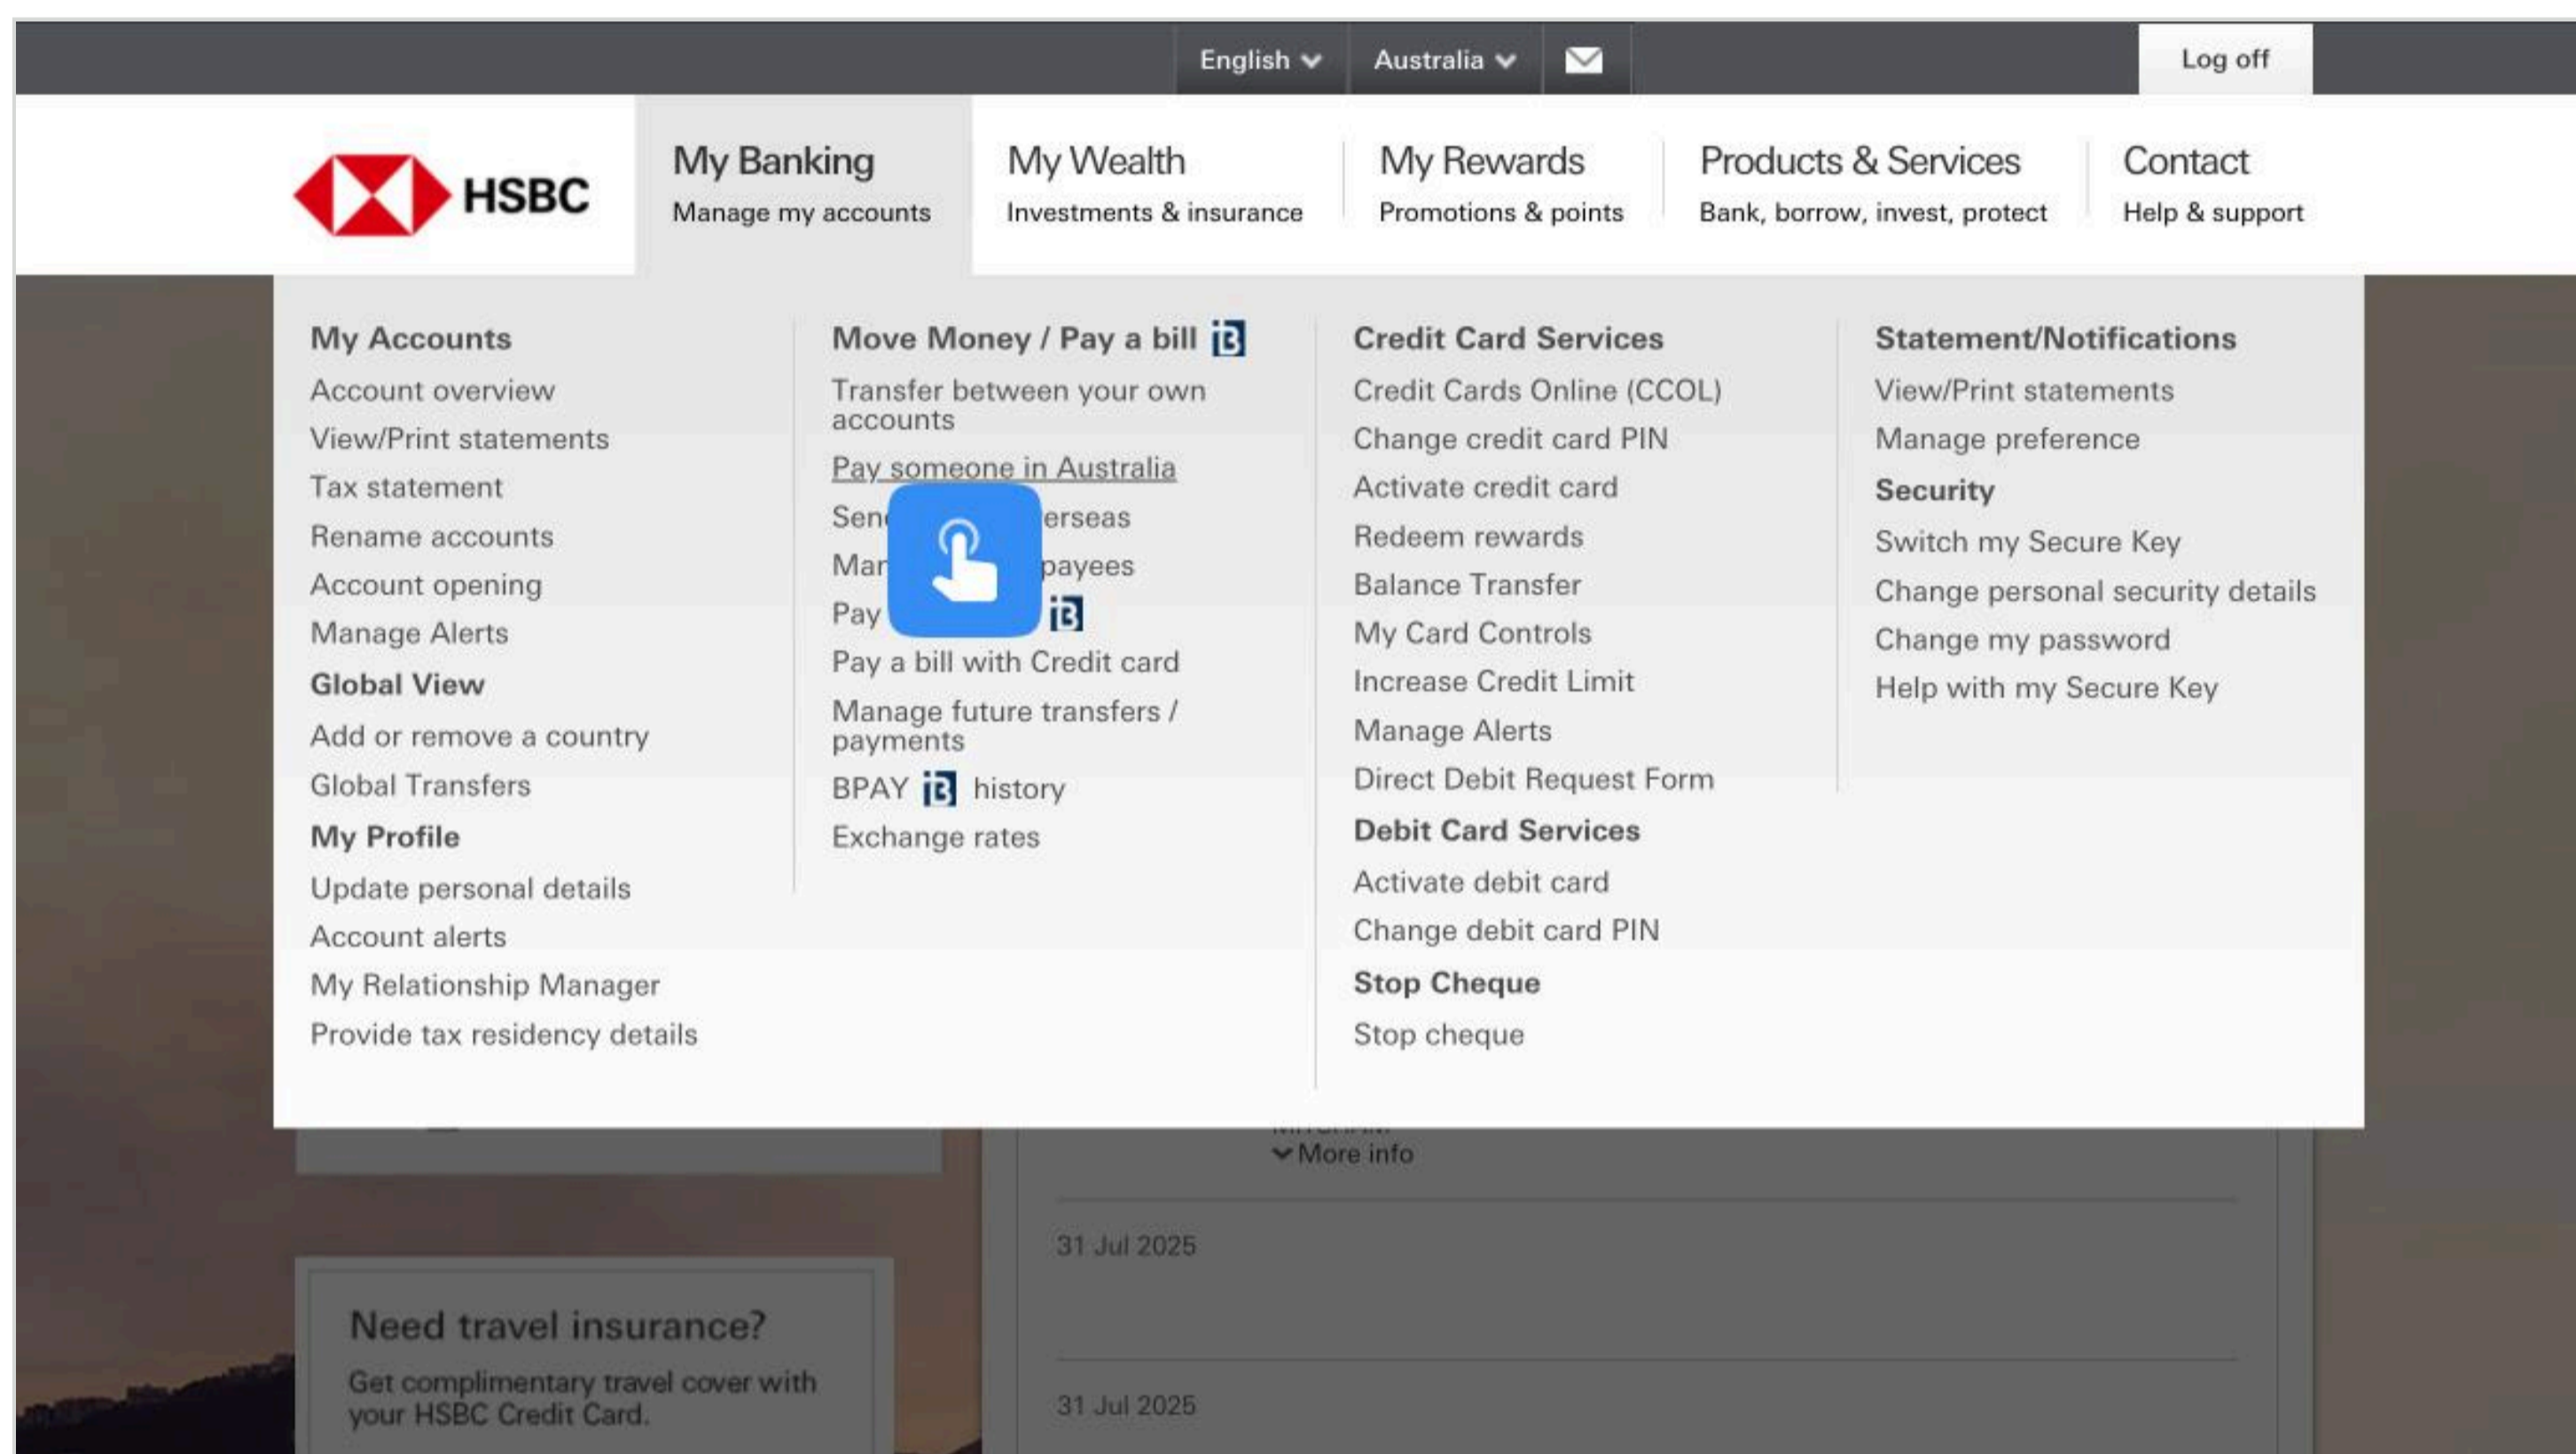 English
Australia
Log off
HSBC
My Banking
Manage my accounts
My Wealth
Investments & insurance
My Rewards
Promotions & points
Products & Services
Bank, borrow, invest, protect
Contact
Help & support
My Accounts
Account overview
View/Print statements
Tax statement
Rename accounts
Account opening
Manage Alerts
Global View
Add or remove a country
Global Transfers
My Profile
Update personal details
Account alerts
My Relationship Manager
Provide tax residency details
Move Money / Pay a bill
Transfer between your own
accounts
Pay someone in Australia
payees
Pay
Pay a bill with Credit card
Manage future transfers /
payments
BPAY history
Exchange rates
Credit Card Services
Credit Cards Online (CCOL)
Change credit card PIN
Activate credit card
Redeem rewards
Balance Transfer
My Card Controls
Increase Credit Limit
Manage Alerts
Direct Debit Request Form
Debit Card Services
Activate debit card
Change debit card PIN
Stop Cheque
Stop cheque
Statement/Notifications
View/Print statements
Manage preference
Security
Switch my Secure Key
Change personal security details
Change my password
Help with my Secure Key
More info
31 Jul 2025
31 Jul 2025
Need travel insurance?
Get complimentary travel cover with
your HSBC Credit Card.